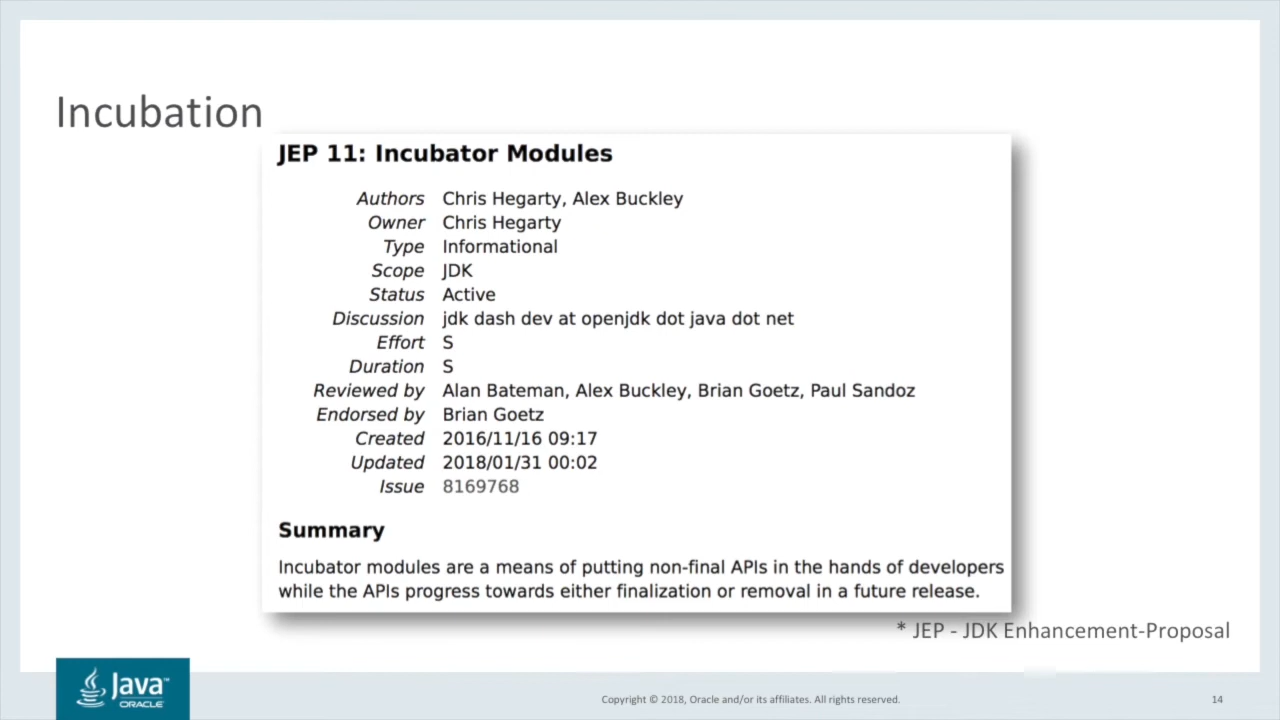 Incubation
JEP 11: Incubator Modules
Authors Chris Hegarty, Alex Buckley
Owner Chris Hegarty
Type Informational
Scope JDK
Status Active
Discussion jdk dash dev at openjdk dot java dot net
Effort S
Duration S
Reviewed by Alan Bateman, Alex Buckley, Brian Goetz, Paul Sandoz
Endorsed by Brian Goetz
Created 2016/11/16 09:17
Updated 2018/01/31 00:02
Issue 8169768
Summary
Incubator modules are a means of putting non-final APIs in the hands of developers
while the APIs progress towards either finalization or removal in a future release.
* JEP - JDK Enhancement-Proposal
Java™
ORACLE
Copyright © 2018, Oracle and/or its affiliates. All rights reserved.
14